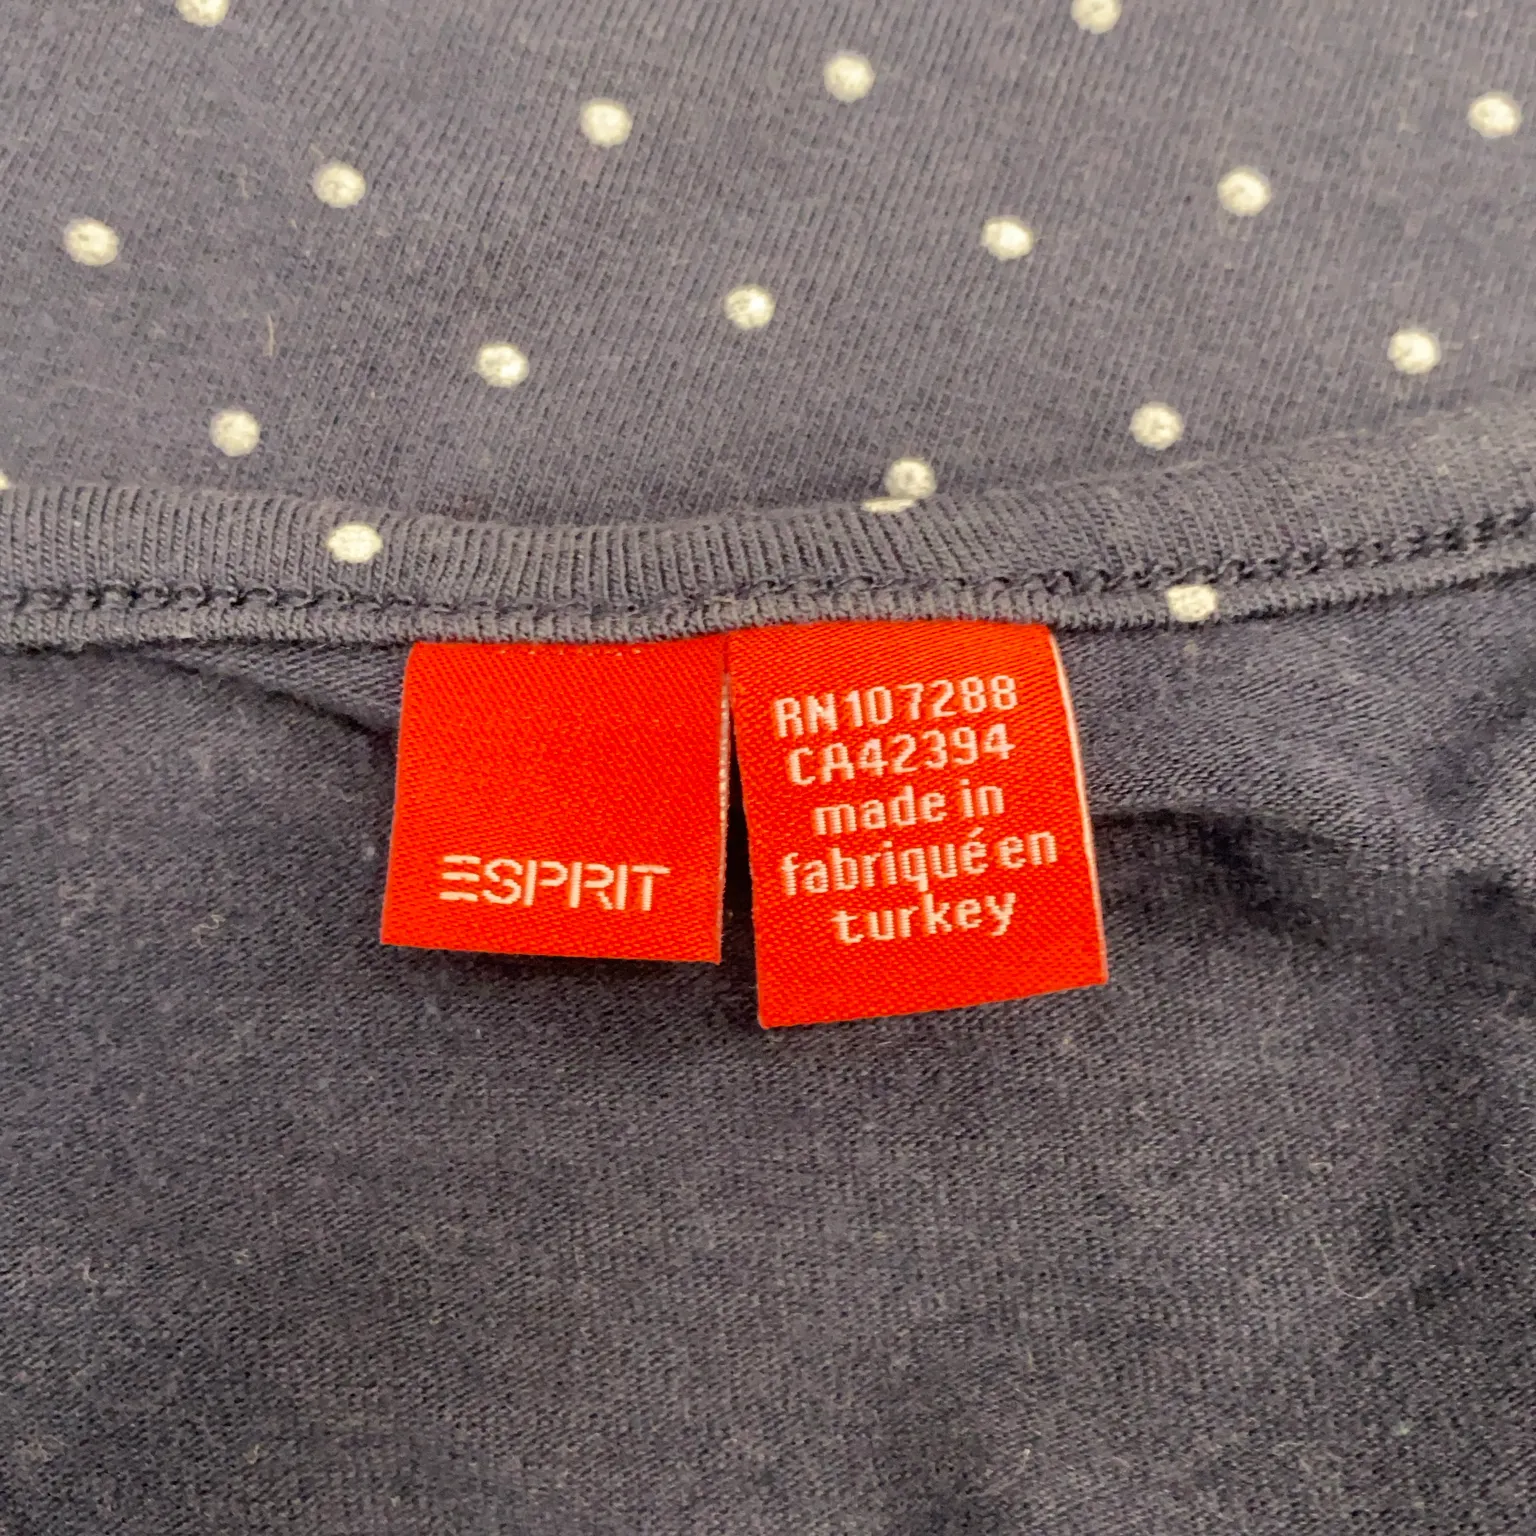 ESPRIT
RN107288
CA42394
made in
fabriqué en
turkey